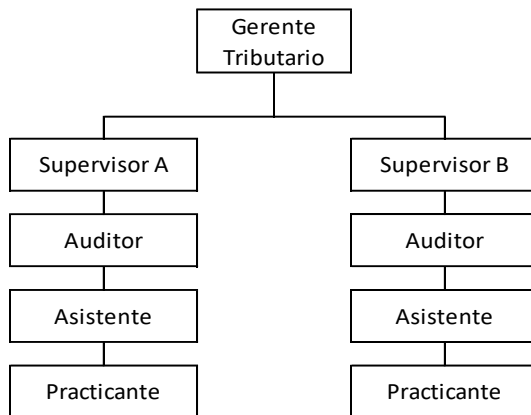 Gerente
Tributario
Supervisor A
Supervisor B
Auditor
Auditor
Asistente
Asistente
Practicante
Practicante